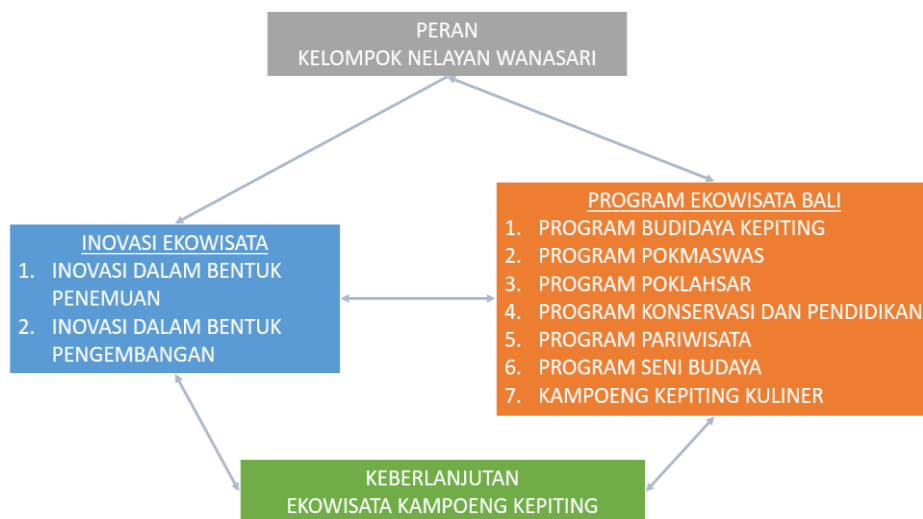 PERAN
KELOMPOK NELAYAN WANASARI
INOVASI EKOWISATA
1. INOVASI DALAM BENTUK
PENEMUAN
2. INOVASI DALAM BENTUK
PENGEMBANGAN
PROGRAM EKOWISATA BALI
1. PROGRAM BUDIDAYA KEPITING
2. PROGRAM POKMASWAS
3. PROGRAM POKLAHSAR
4. PROGRAM KONSERVASI DAN PENDIDIKAN
5. PROGRAM PARIWISATA
6. PROGRAM SENI BUDAYA
7. KAMPOENG KEPITING KULINER
KEBERLANJUTAN
EKOWISATA KAMPOENG KEPITING